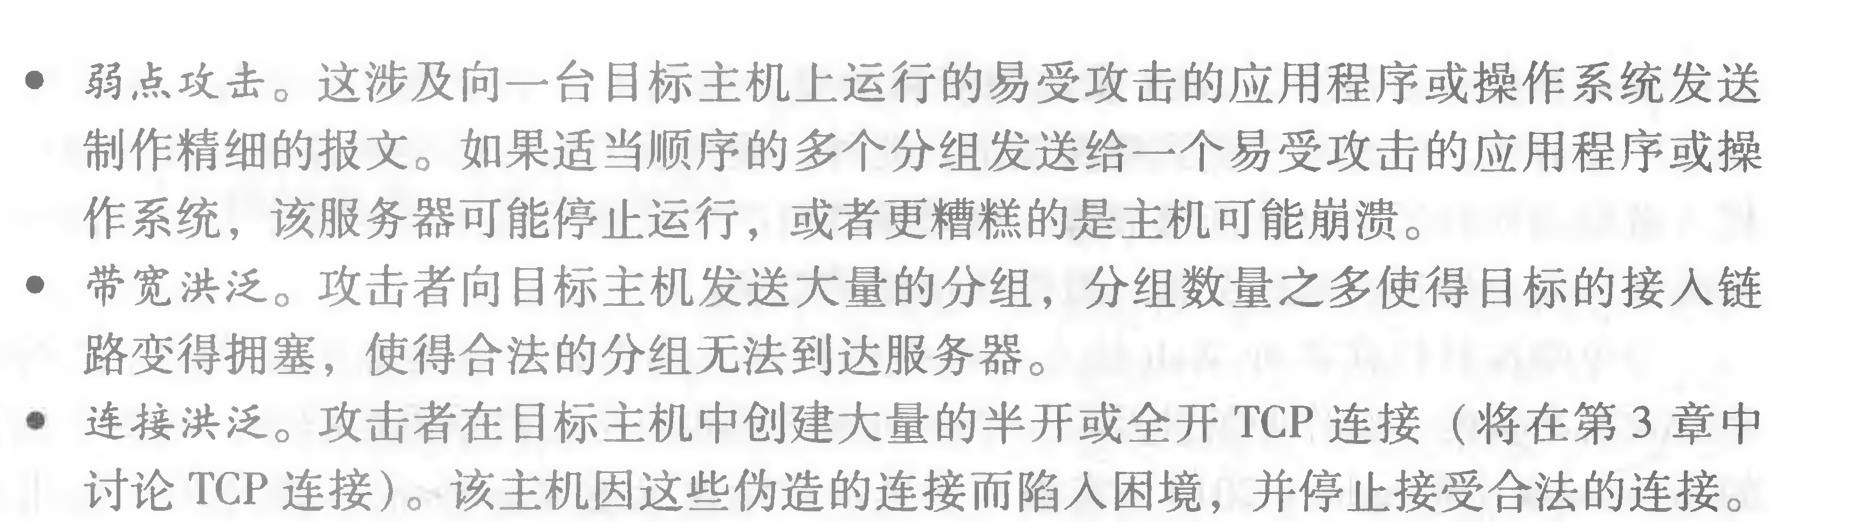 ● 弱点攻击。这涉及向一台目标主机上运行的易受攻击的应用程序或操作系统发送
制作精细的报文。如果适当顺序的多个分组发送给一个易受攻击的应用程序或操
作系统，该服务器可能停止运行，或者更糟糕的是主机可能崩溃。
● 带宽洪泛。攻击者向目标主机发送大量的分组，分组数量之多使得目标的接入链
路变得拥塞，使得合法的分组无法到达服务器。
● 连接洪泛。攻击者在目标主机中创建大量的半开或全开 TCP 连接（将在第 3 章中
讨论 TCP 连接）。该主机因这些伪造的连接而陷入困境，并停止接受合法的连接。